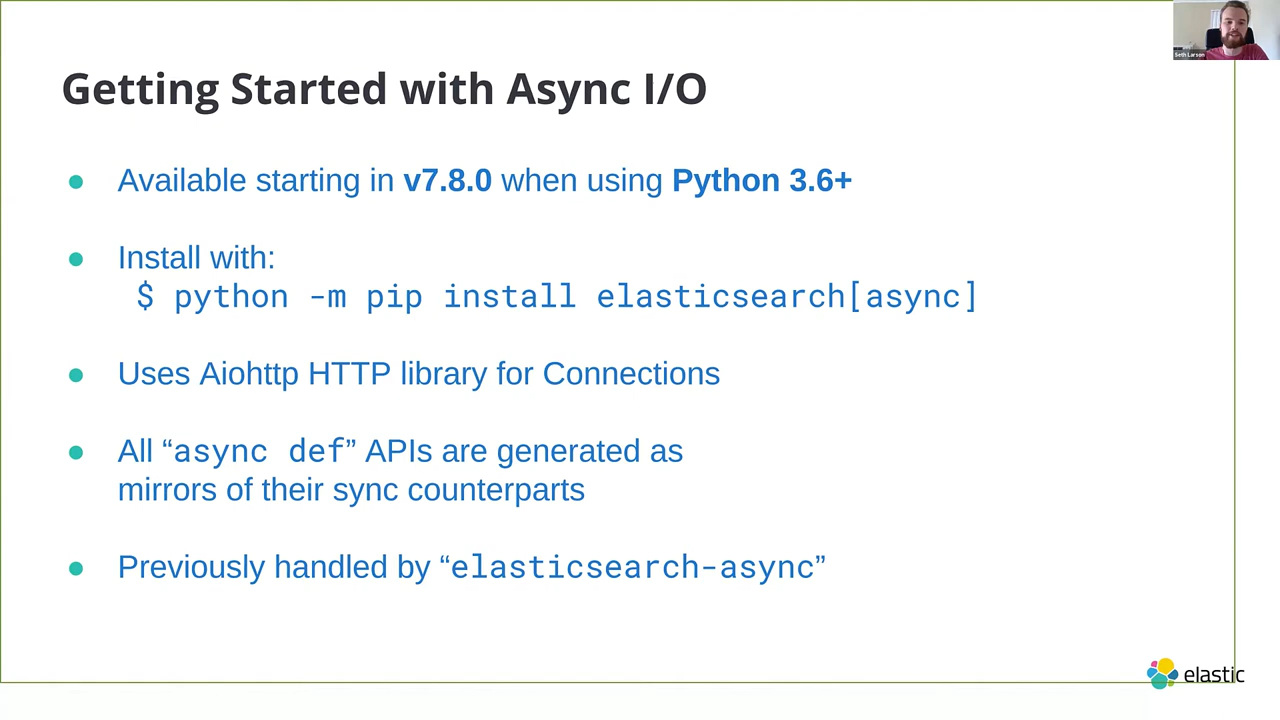 Seth Larson
Getting Started with Async I/O
● Available starting in v7.8.0 when using Python 3.6+
● Install with:
$ python -m pip install elasticsearch[async]
● Uses Aiohttp HTTP library for Connections
● All “async def” APIs are generated as
mirrors of their sync counterparts
● Previously handled by “elasticsearch-async”
elastic